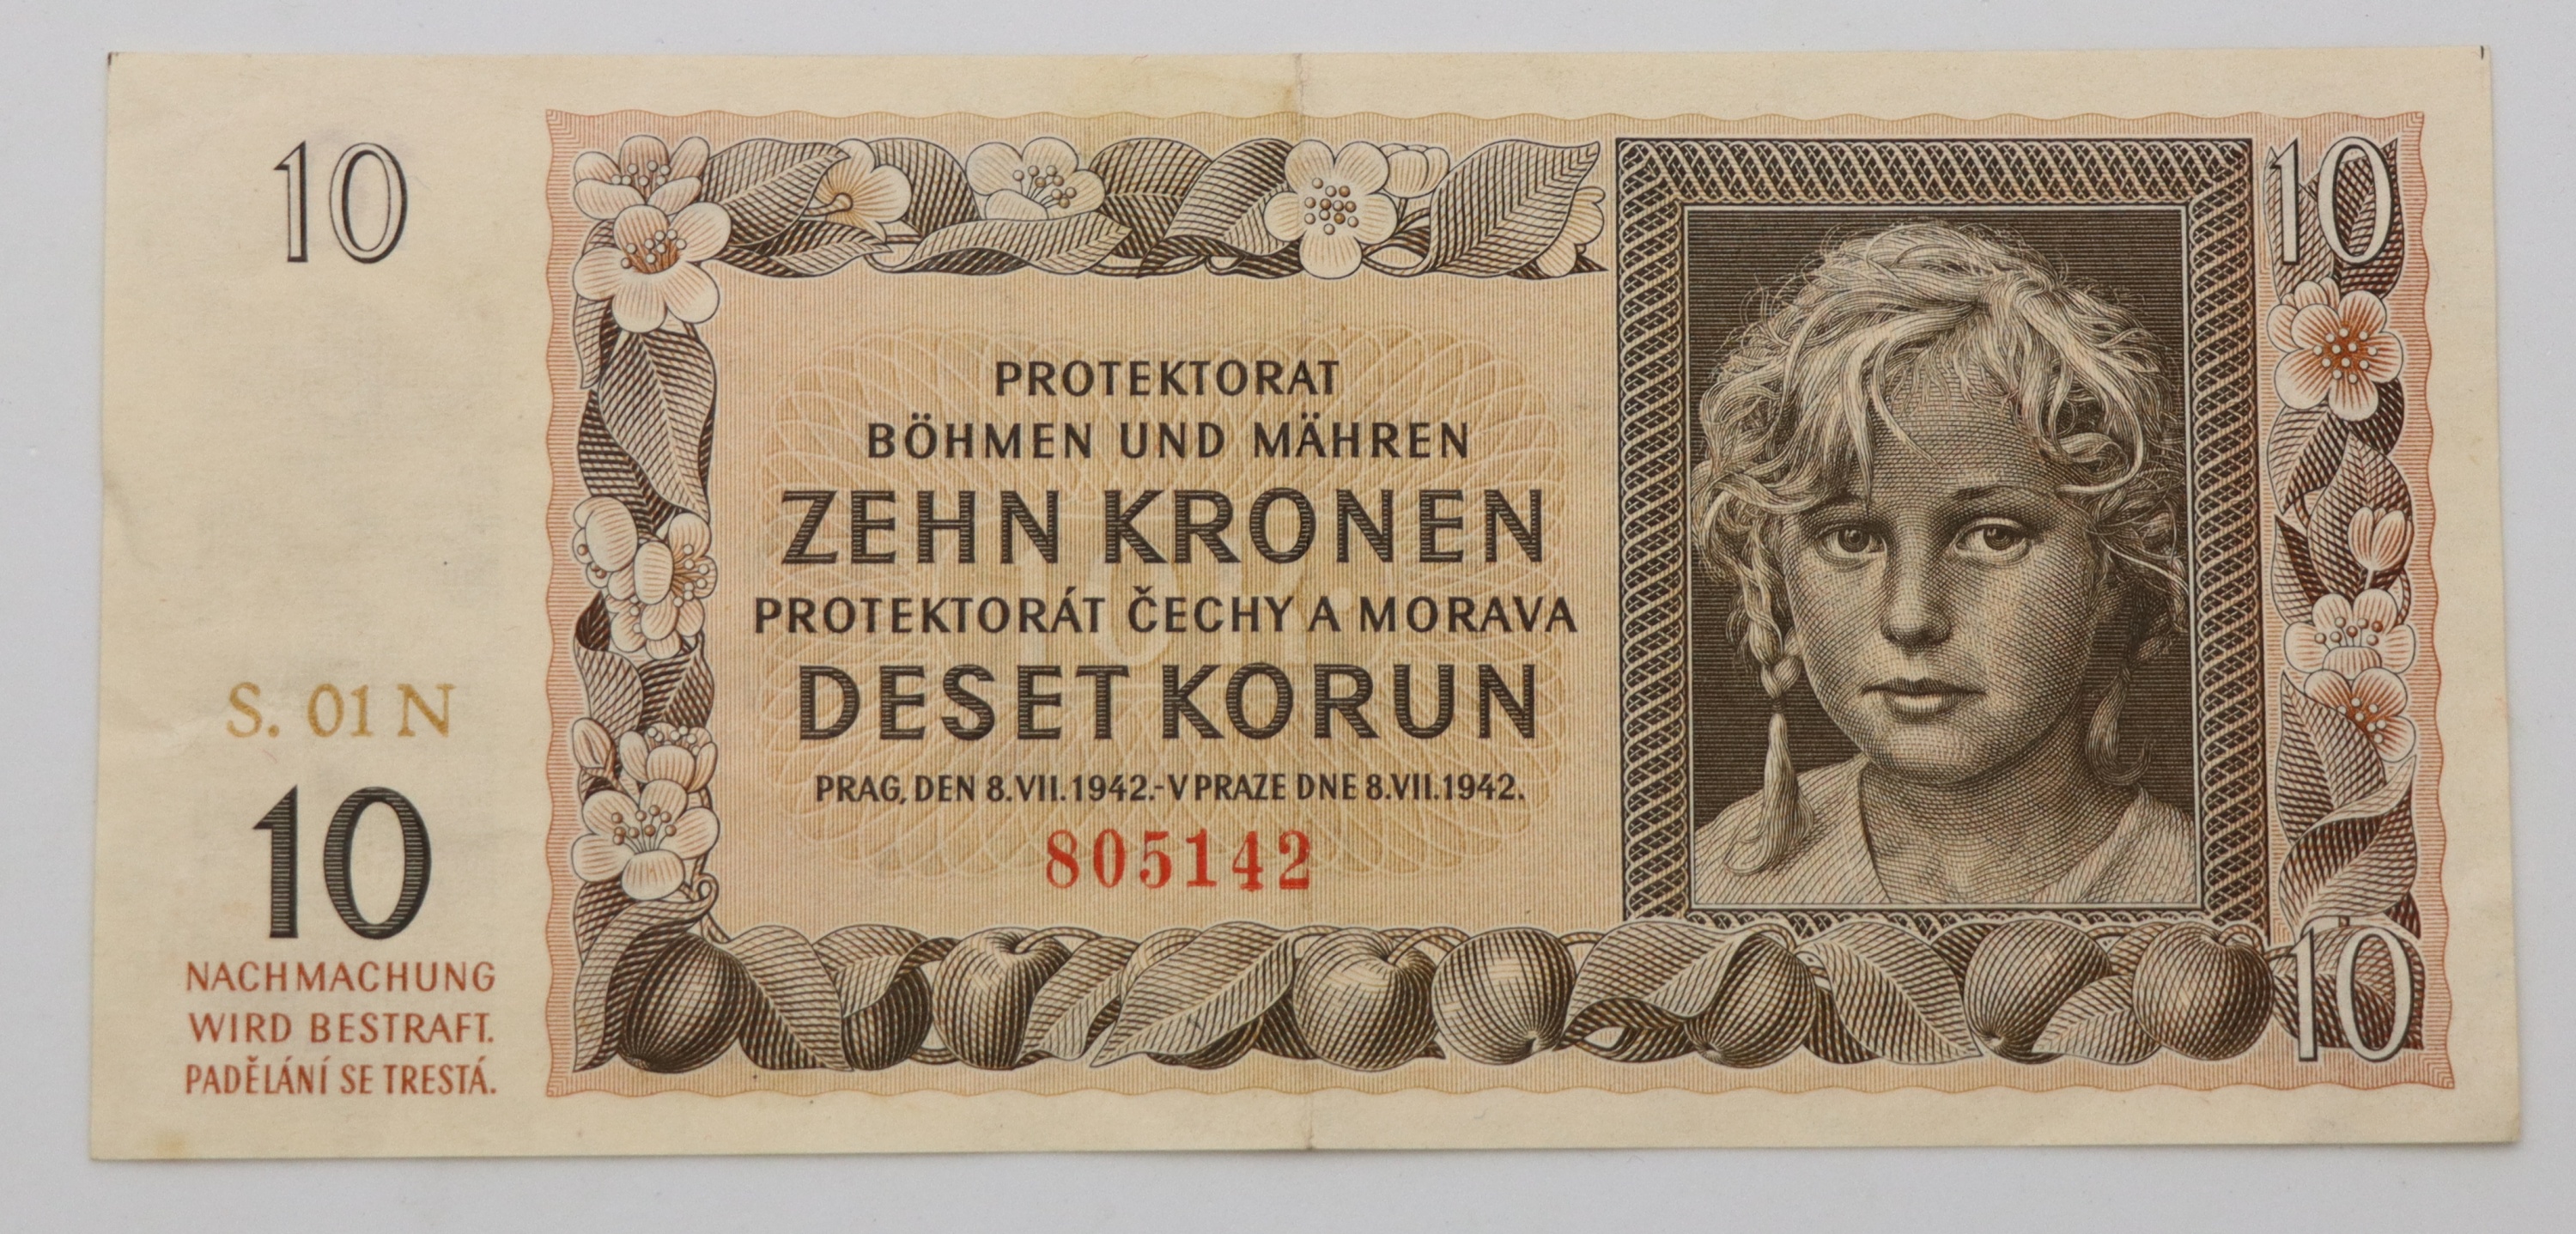 10
10
PROTEKTORAT
BÖHMEN UND MÄHREN
ZEHN KRONEN
PROTEKTORÁT ČECHY A MORAVA
DESET KORUN
PRAG, DEN 8.VII.1942.-V PRAZE DNE 8.VII.1942.
805142
S. 01 N
10
NACHMACHUNG
WIRD BESTRAFT.
PADĚLÁNÍ SE TRESTÁ.
10